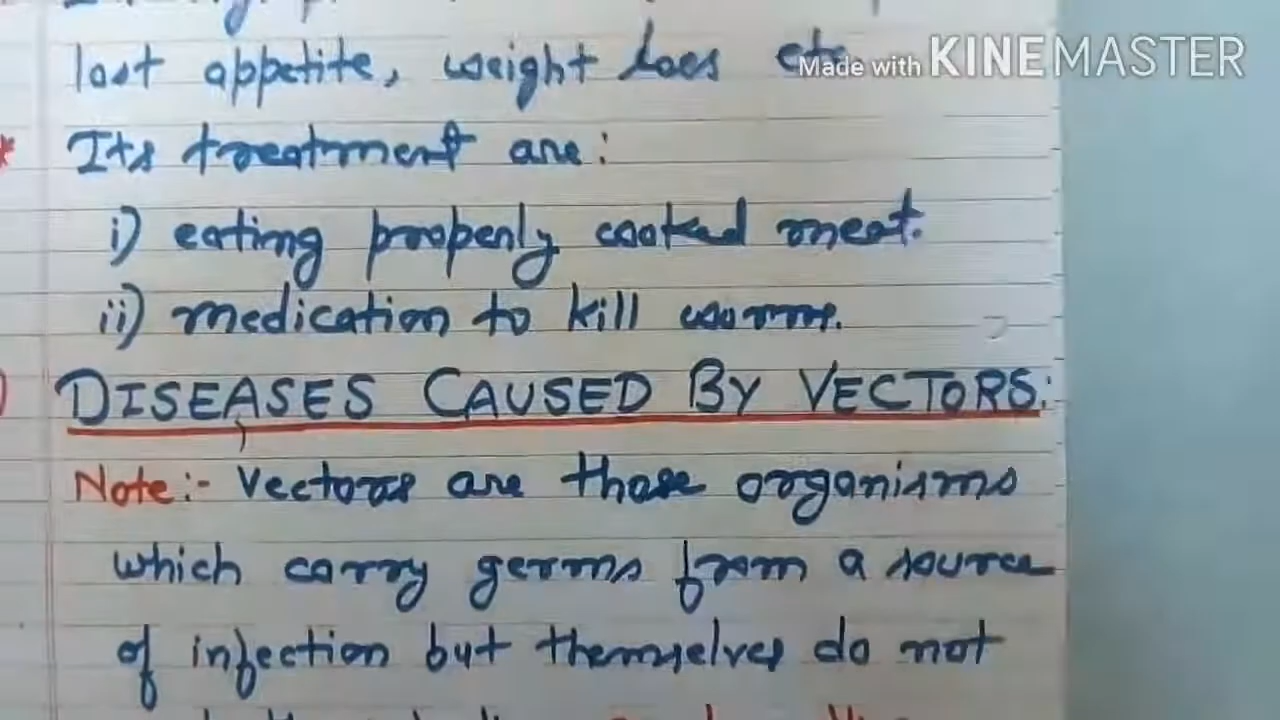 lost appetite, weight loss etc
Made with KINEMASTER
* Its treatment are:
i) eating properly cooked meat.
ii) medication to kill worms.
DISEASES CAUSED BY VECTORS:
Note:- Vectors are those organisms
which carry germs from a source
of infection but themselves do not